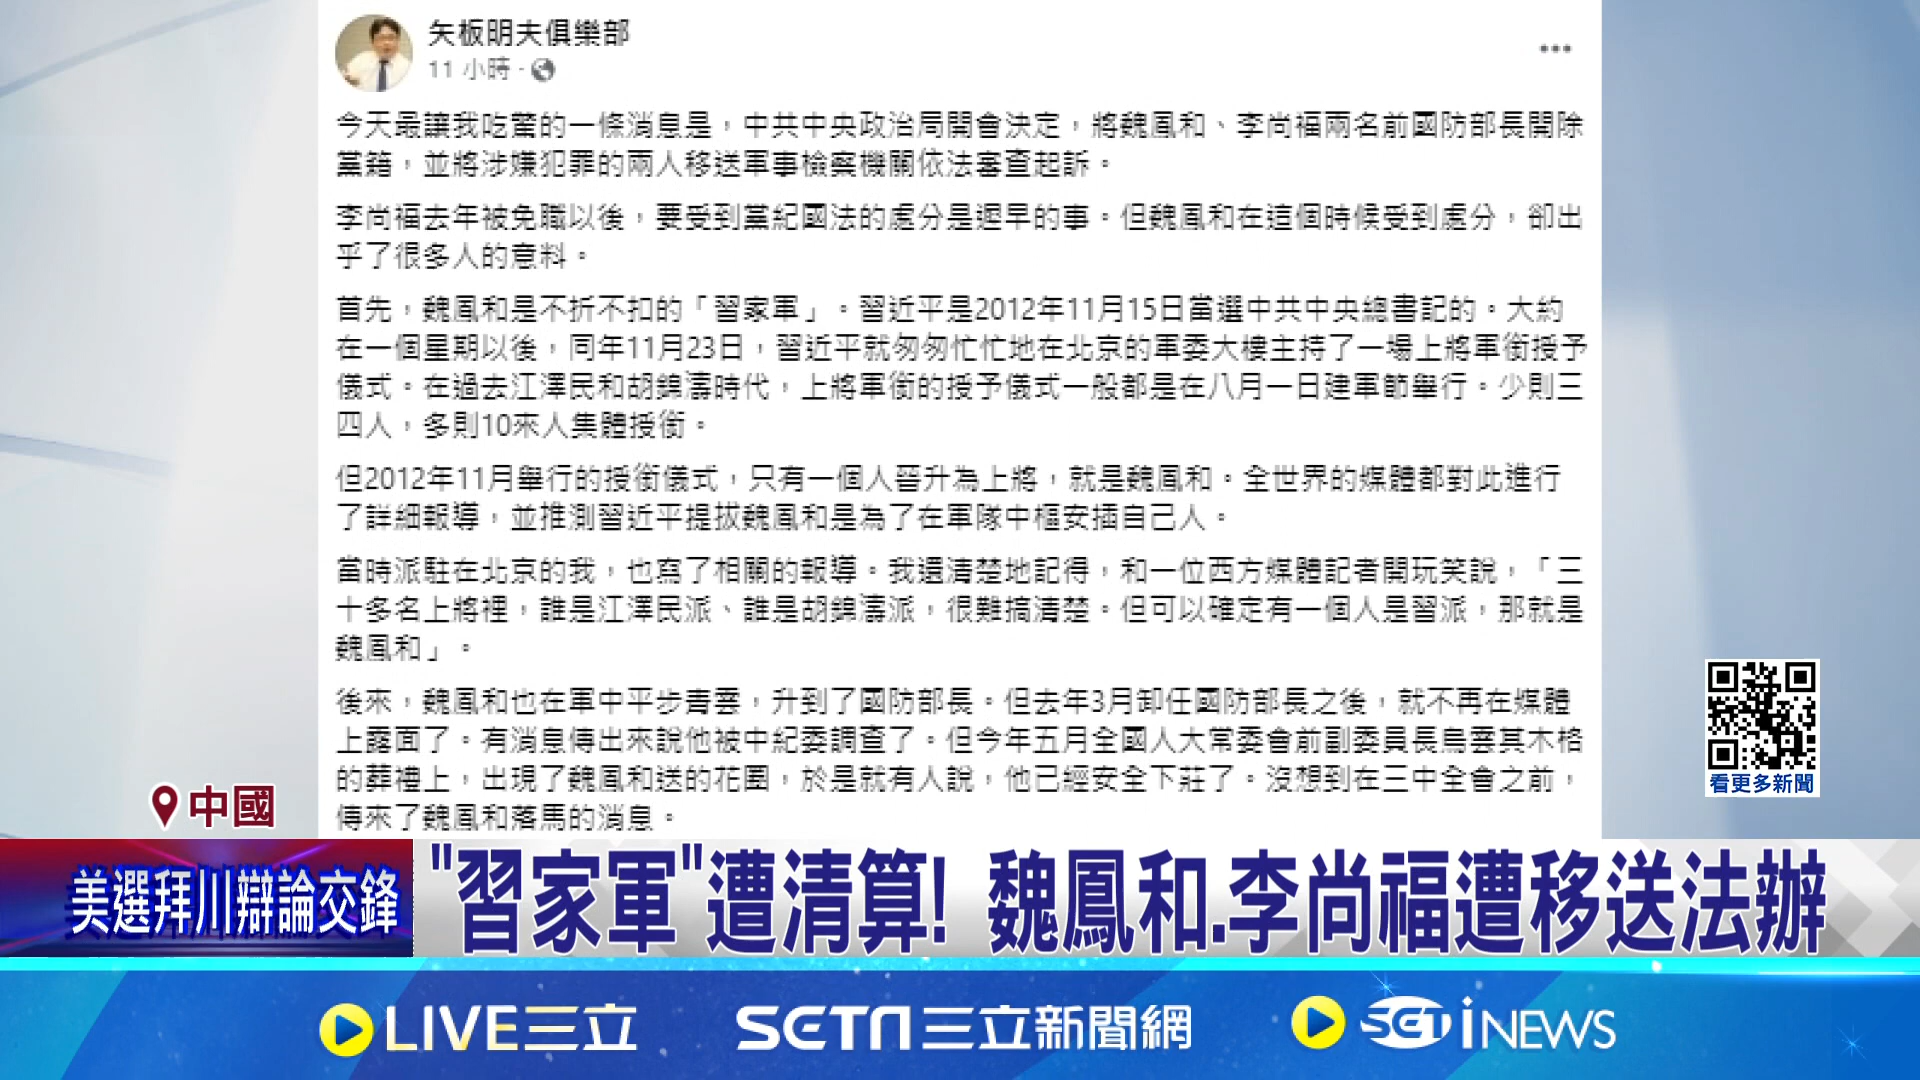 矢板明夫俱樂部
11 小時 ·
今天最讓我吃驚的一條消息是，中共中央政治局開會決定，將魏鳳和、李尚福兩名前國防部長開除
黨籍，並將涉嫌犯罪的兩人移送軍事檢察機關依法審查起訴。
李尚福去年被免職以後，要受到黨紀國法的處分是遲早的事。但魏鳳和在這個時候受到處分，卻出
乎了很多人的意料。
首先，魏鳳和是不折不扣的「習家軍」。習近平是2012年11月15日當選中共中央總書記的。大約
在一個星期以後，同年11月23日，習近平就匆匆忙忙地在北京的軍委大樓主持了一場上將軍銜授予
儀式。在過去江澤民和胡錦濤時代，上將軍銜的授予儀式一般都是在八月一日建軍節舉行。少則三
四人，多則10來人集體授銜。
但2012年11月舉行的授銜儀式，只有一個人晉升為上將，就是魏鳳和。全世界的媒體都對此進行
了詳細報導，並推測習近平提拔魏鳳和是為了在軍隊中樞安插自己人。
當時派駐在北京的我，也寫了相關的報導。我還清楚地記得，和一位西方媒體記者開玩笑說，「三
十多名上將裡，誰是江澤民派、誰是胡錦濤派，很難搞清楚。但可以確定有一個人是習派，那就是
魏鳳和」。
後來，魏鳳和也在軍中平步青雲，升到了國防部長。但去年3月卸任國防部長之後，就不再在媒體
上露面了。有消息傳出來說他被中紀委調查了。但今年五月全國人大常委會前副委員長烏雲其木格
的葬禮上，出現了魏鳳和送的花圈，於是就有人說，他已經安全下莊了。沒想到在三中全會之前，
傳來了魏鳳和落馬的消息。
看更多新聞
中國
美選拜川辯論交鋒
"習家軍"遭清算! 魏鳳和.李尚福遭移送法辦
LIVE三立
SETN三立新聞網
SETiNEWS